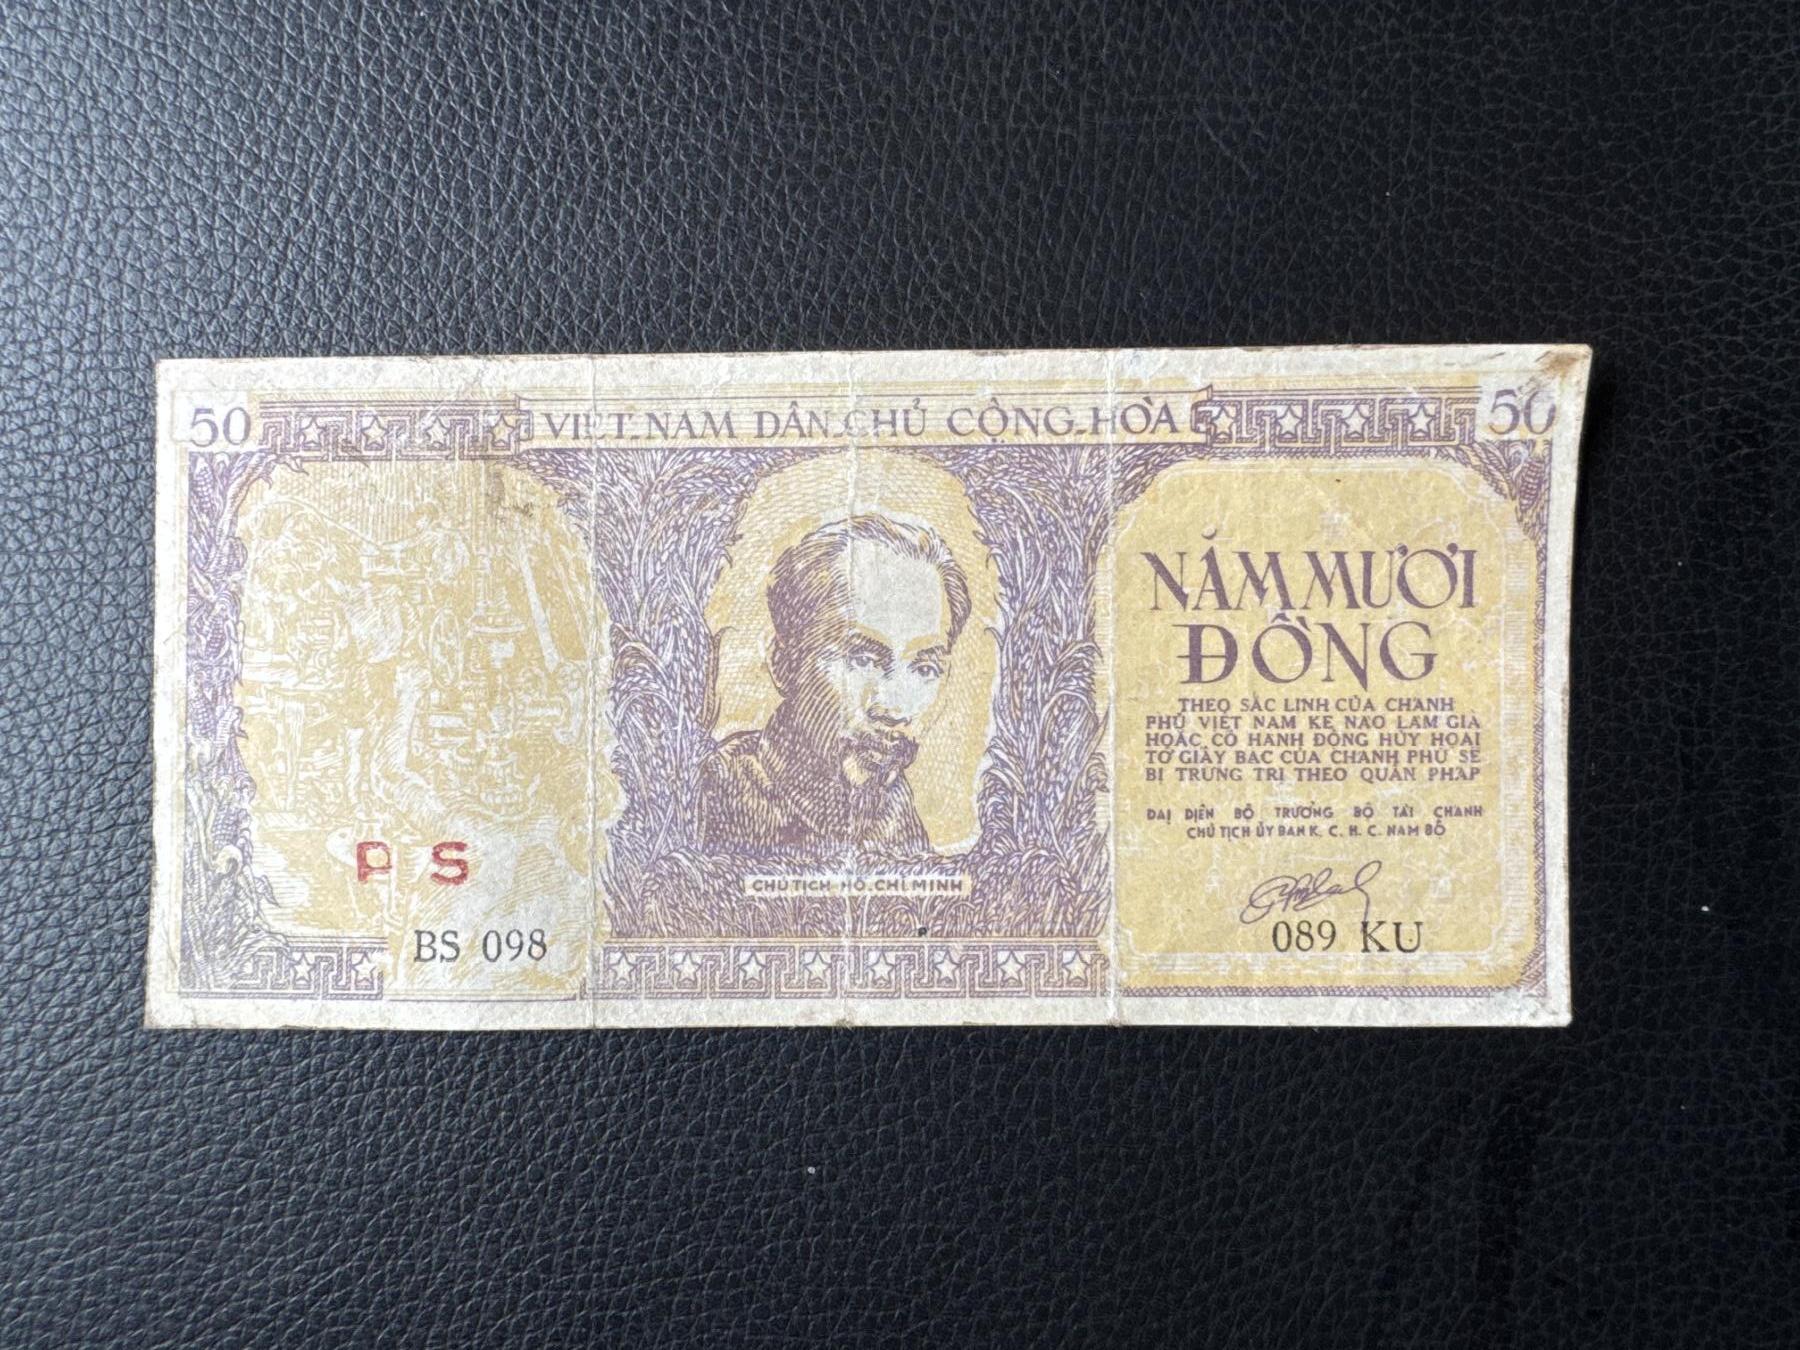 50 VIỆT-NAM DÂN-CHỦ CỘNG-HÒA 50
NĂM MƯƠI
ĐỒNG
THEO SẮC LỊNH CỦA CHÁNH
PHỦ VIỆT NAM KẺ NÀO LÀM GIẢ
HOẶC CÓ HÀNH ĐỘNG HỦY HOẠI
TỜ GIẤY BẠC CỦA CHÁNH PHỦ SẼ
BỊ TRỪNG TRỊ THEO QUÂN PHÁP
ĐẠI DIỆN BỘ TRƯỞNG BỘ TÀI CHÁNH
CHỦ TỊCH ỦY BAN K. C. H. C. NAM BỘ
P S
CHỦ TỊCH HỒ-CHÍ MINH
BS 098
089 KU